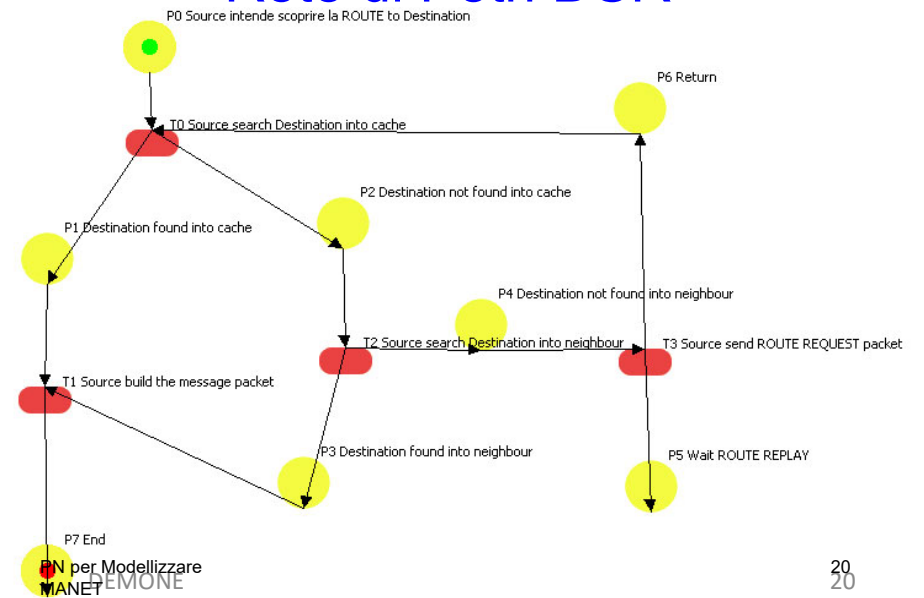 P0 Source intende scoprire la ROUTE to Destination
P6 Return
T0 Source search Destination into cache
P2 Destination not found into cache
P1 Destination found into cache
P4 Destination not found into neighbour
T2 Source search Destination into neighbour
T3 Source send ROUTE REQUEST packet
T1 Source build the message packet
P3 Destination found into neighbour
P5 Wait ROUTE REPLAY
P7 End
PN per Modellizzare
MANET
DEMONE
20
20